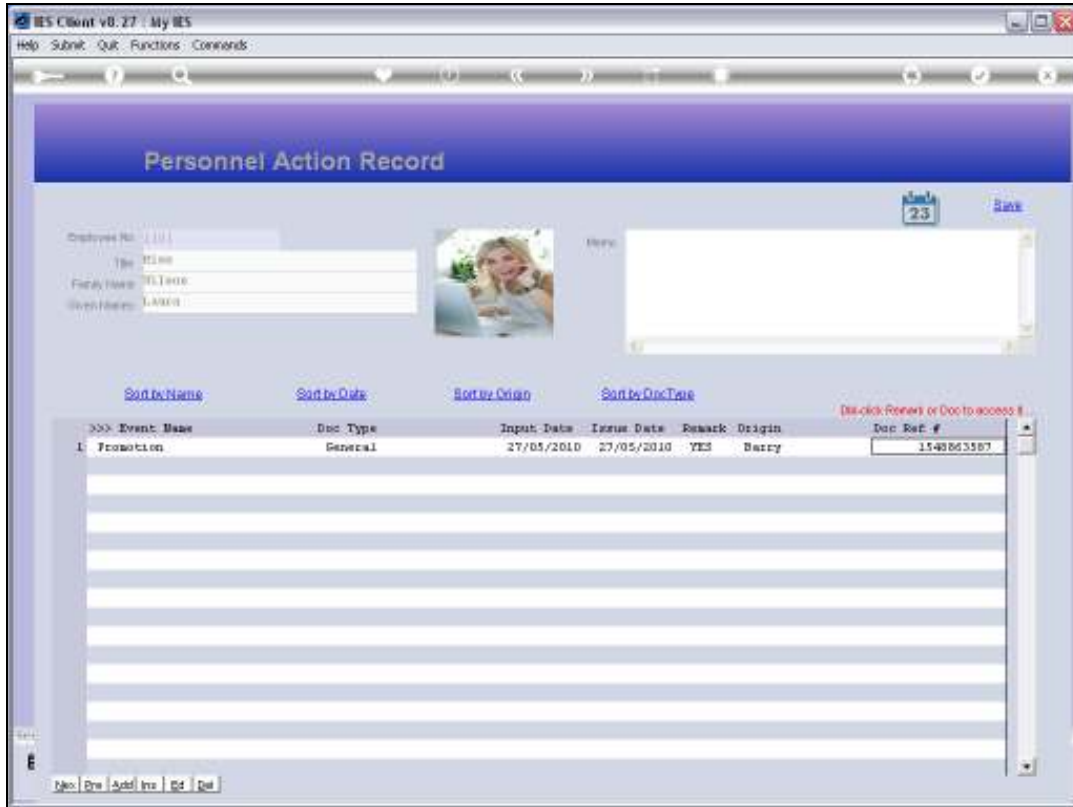 IES Client v8.27 : My IES
Help Submit Quit Functions Commands
Personnel Action Record
23
Save
Employee No 1101
Memo
Title Miss
Family Name Wilson
Given Names Laura
Sort by Name Sort by Date Sort by Origin Sort by DocType
Dbl-click Remark or Doc to access it...
>>> Event Name Doc Type Input Date Issue Date Remark Origin Doc Ref #
1 Promotion General 27/05/2010 27/05/2010 YES Barry 1548863587
Nex Pre Add Ins Ed Del